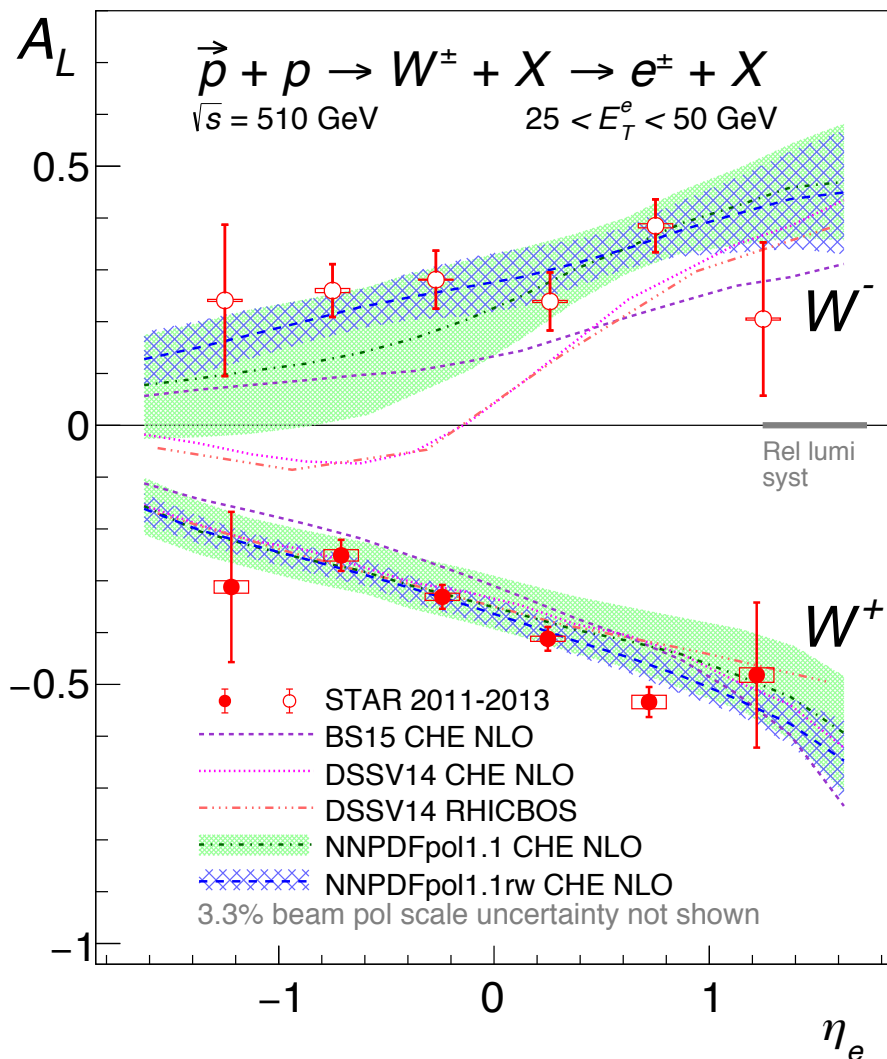 A_L
p⃗ + p → W^± + X → e^± + X
√s = 510 GeV
25 < E_T^e < 50 GeV
0.5
W^-
0
Rel lumi
syst
W^+
−0.5
STAR 2011-2013
BS15 CHE NLO
DSSV14 CHE NLO
DSSV14 RHICBOS
NNPDFpol1.1 CHE NLO
NNPDFpol1.1rw CHE NLO
3.3% beam pol scale uncertainty not shown
−1
−1 0 1
η_e